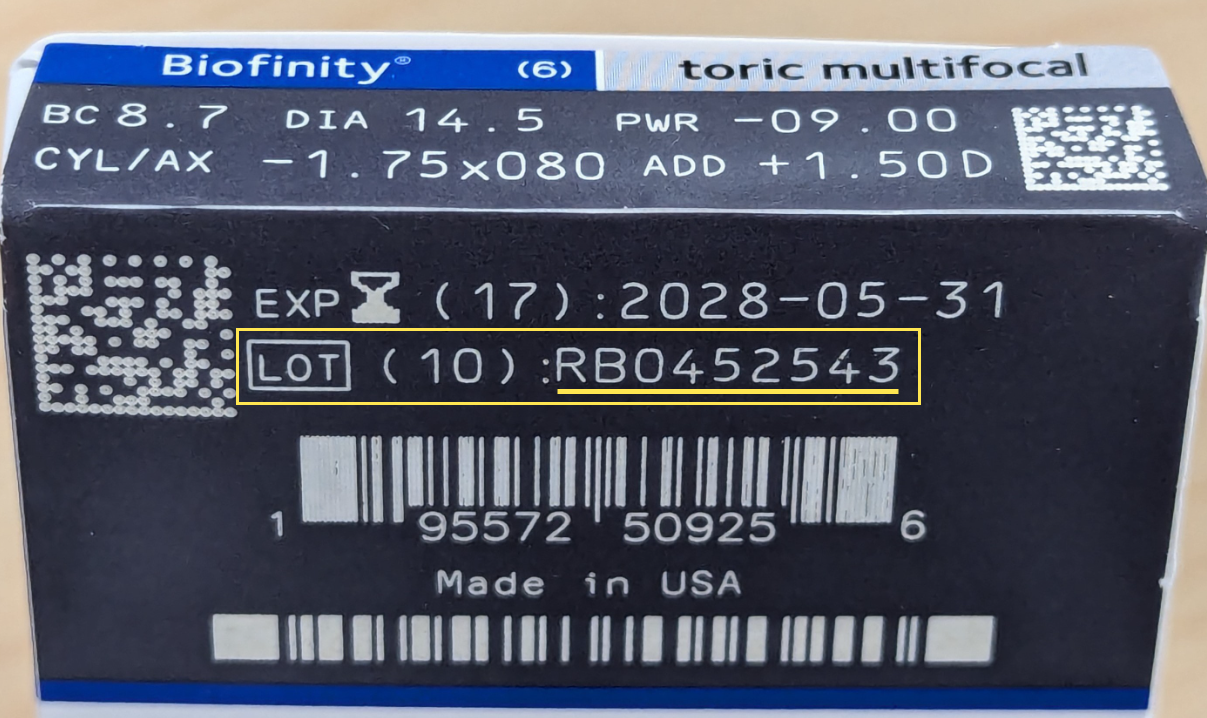 Biofinity® (6) toric multifocal
BC 8.7 DIA 14.5 PWR -09.00
CYL/AX -1.75x080 ADD +1.50D
EXP (17):2028-05-31
LOT (10):RB0452543
1 95572 50925 6
Made in USA